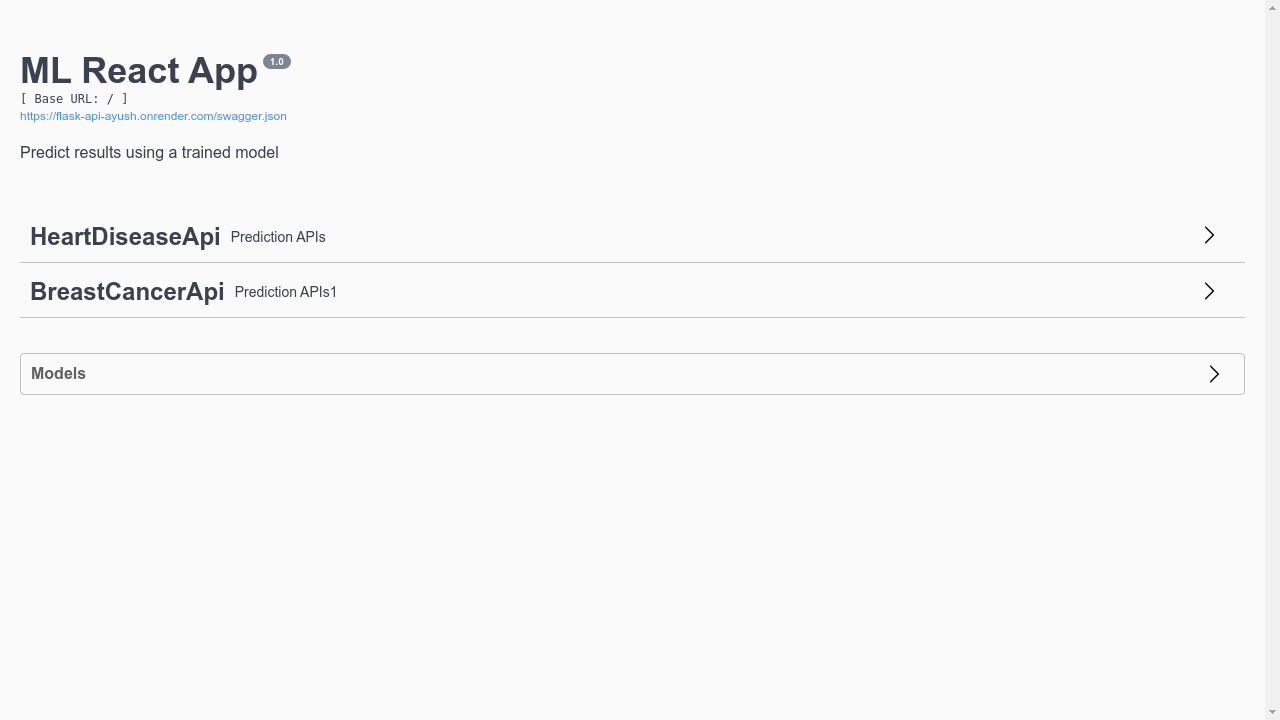 ML React App 1.0
[ Base URL: / ]
https://flask-api-ayush.onrender.com/swagger.json
Predict results using a trained model
HeartDiseaseApi Prediction APIs
BreastCancerApi Prediction APIs1
Models